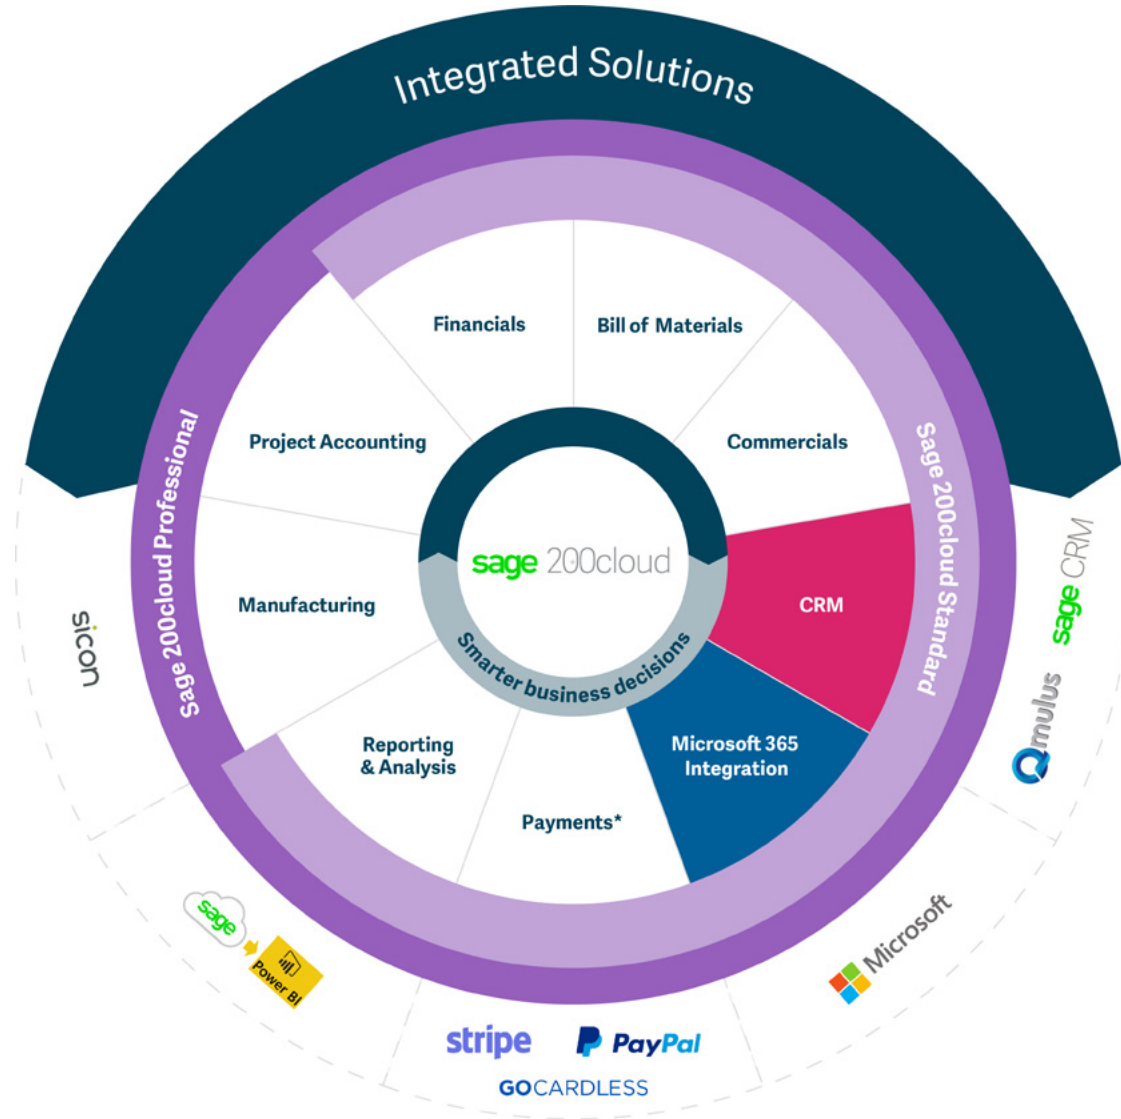 Integrated Solutions
Sage 200cloud Professional
Sage 200cloud Standard
Financials
Bill of Materials
Project Accounting
Commercials
sage 200cloud
Smarter business decisions
Manufacturing
CRM
Reporting
& Analysis
Microsoft 365
Integration
Payments*
sicon
sage CRM
Qmulus
sage
Power BI
Microsoft
stripe
PayPal
GOCARDLESS